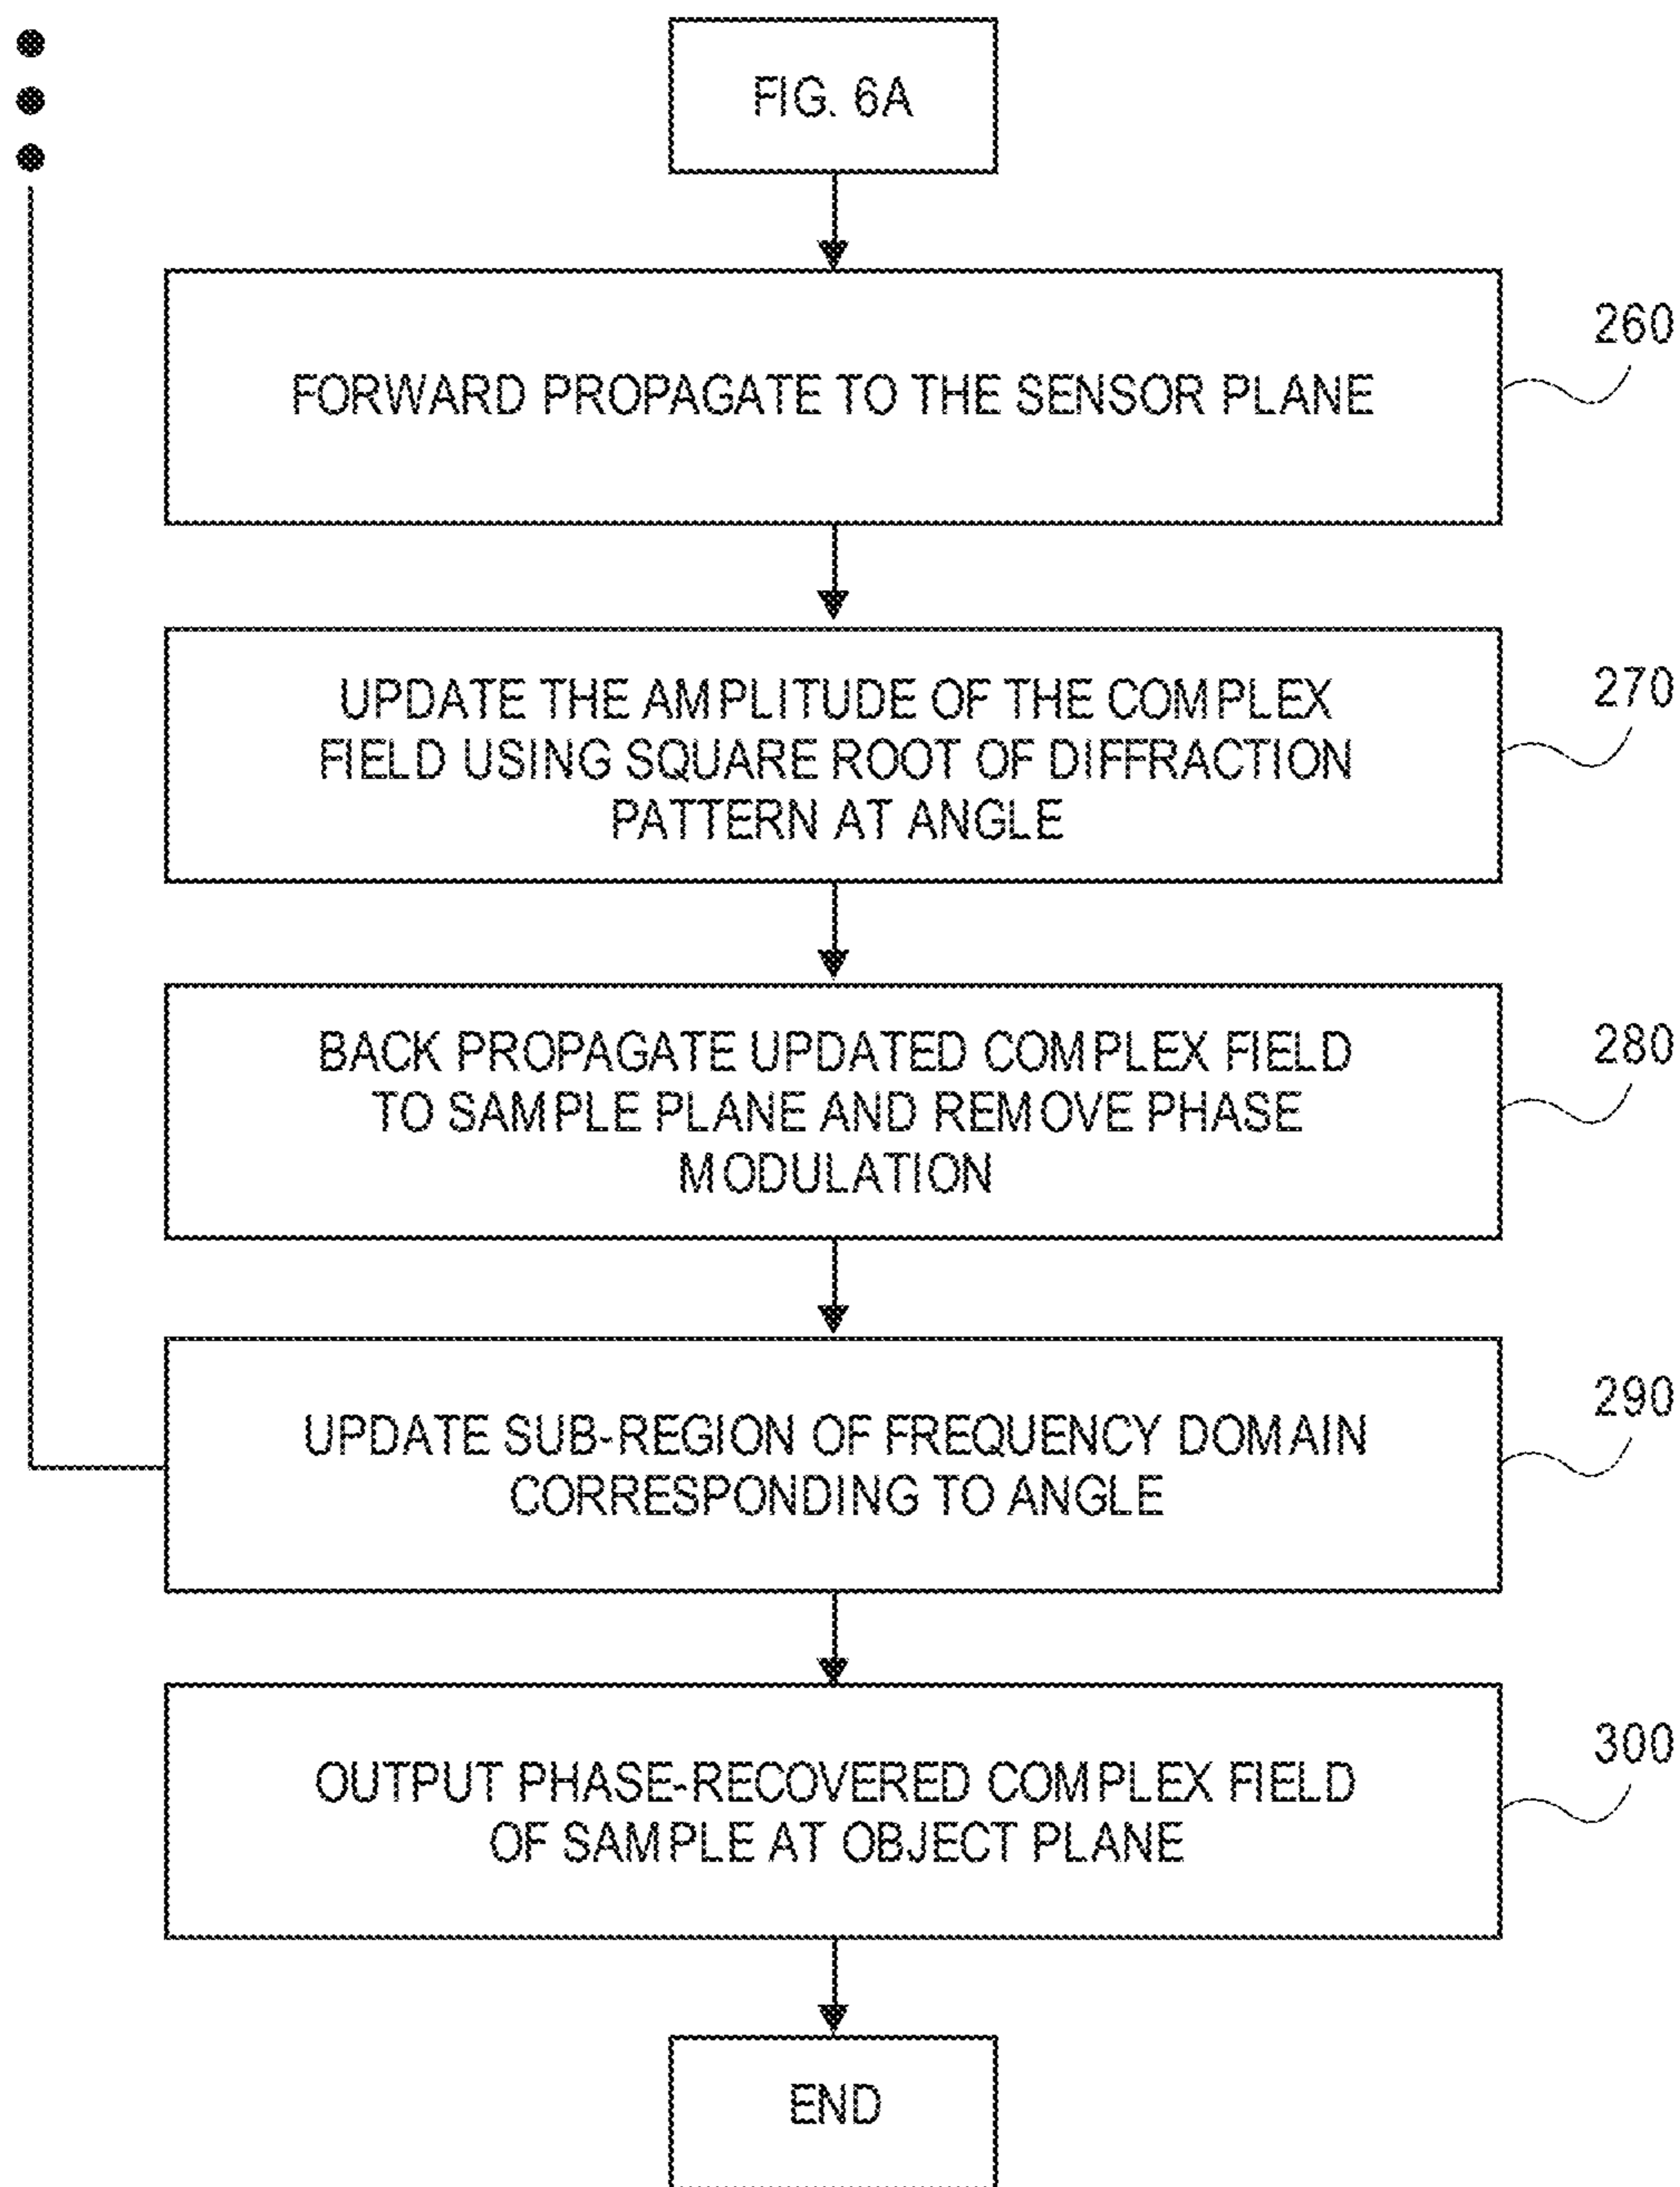 FIG. 6A
FORWARD PROPAGATE TO THE SENSOR PLANE
260
UPDATE THE AMPLITUDE OF THE COMPLEX
FIELD USING SQUARE ROOT OF DIFFRACTION
PATTERN AT ANGLE
270
BACK PROPAGATE UPDATED COMPLEX FIELD
TO SAMPLE PLANE AND REMOVE PHASE
MODULATION
280
UPDATE SUB-REGION OF FREQUENCY DOMAIN
CORRESPONDING TO ANGLE
290
OUTPUT PHASE-RECOVERED COMPLEX FIELD
OF SAMPLE AT OBJECT PLANE
300
END